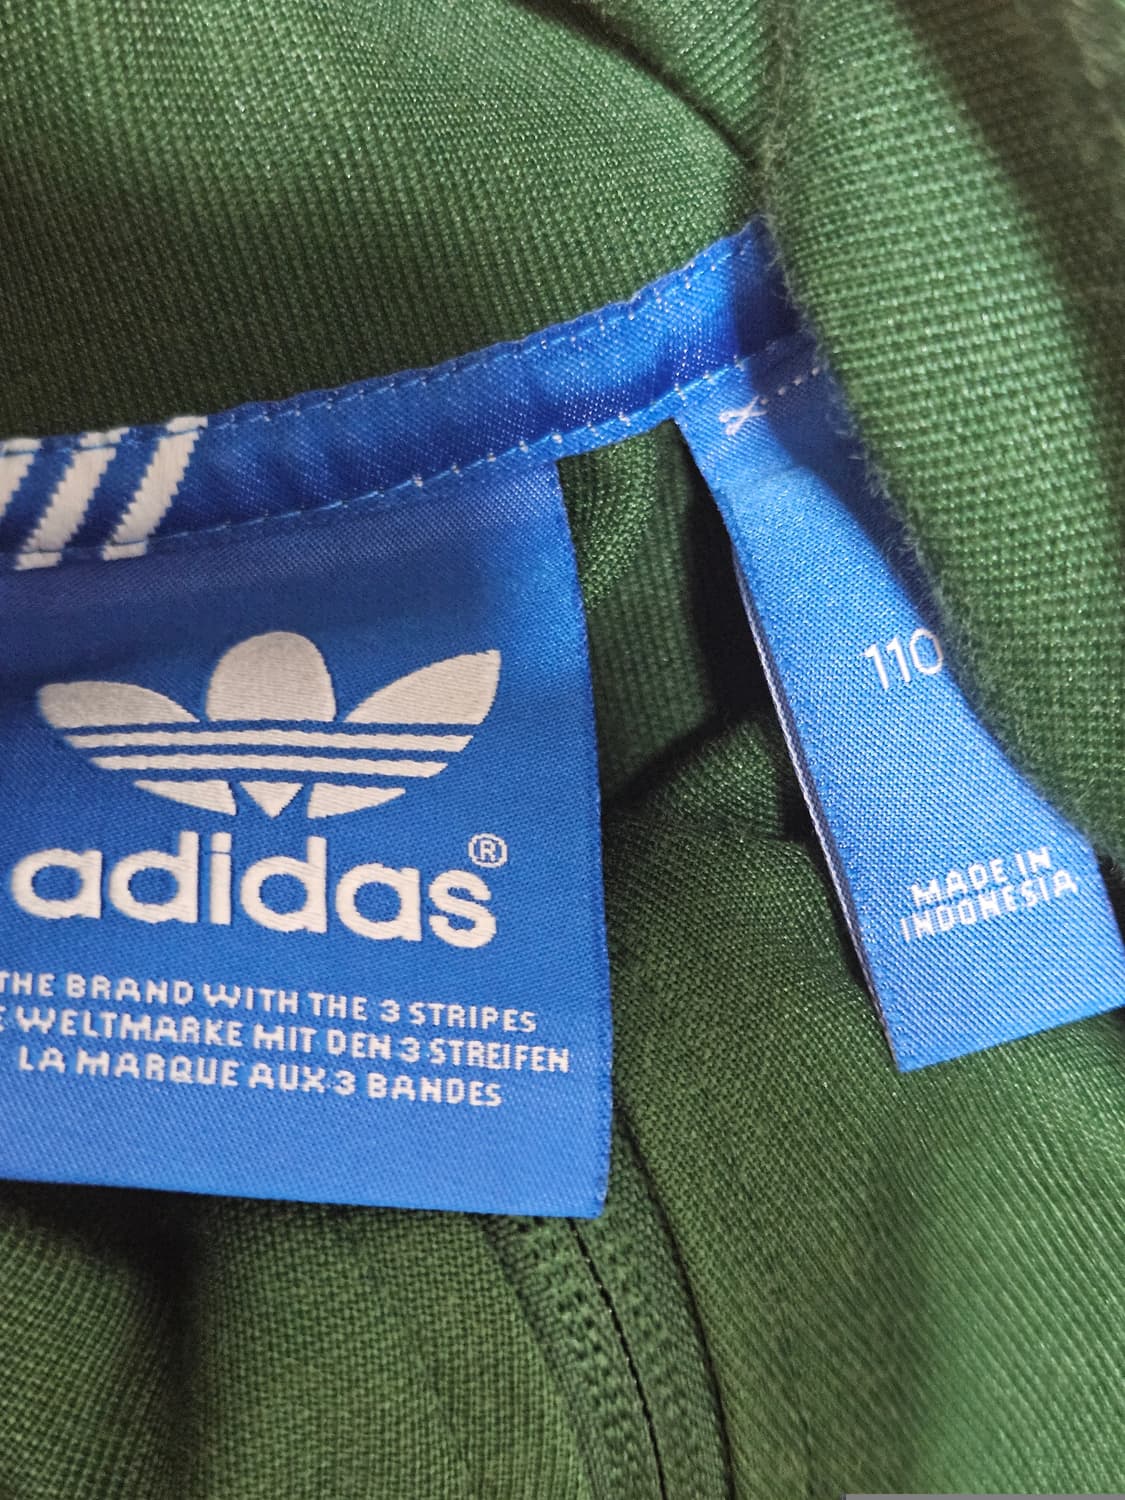 adidas®
THE BRAND WITH THE 3 STRIPES
WELTMARKE MIT DEN 3 STREIFEN
LA MARQUE AUX 3 BANDES
110
MADE IN
INDONESIA